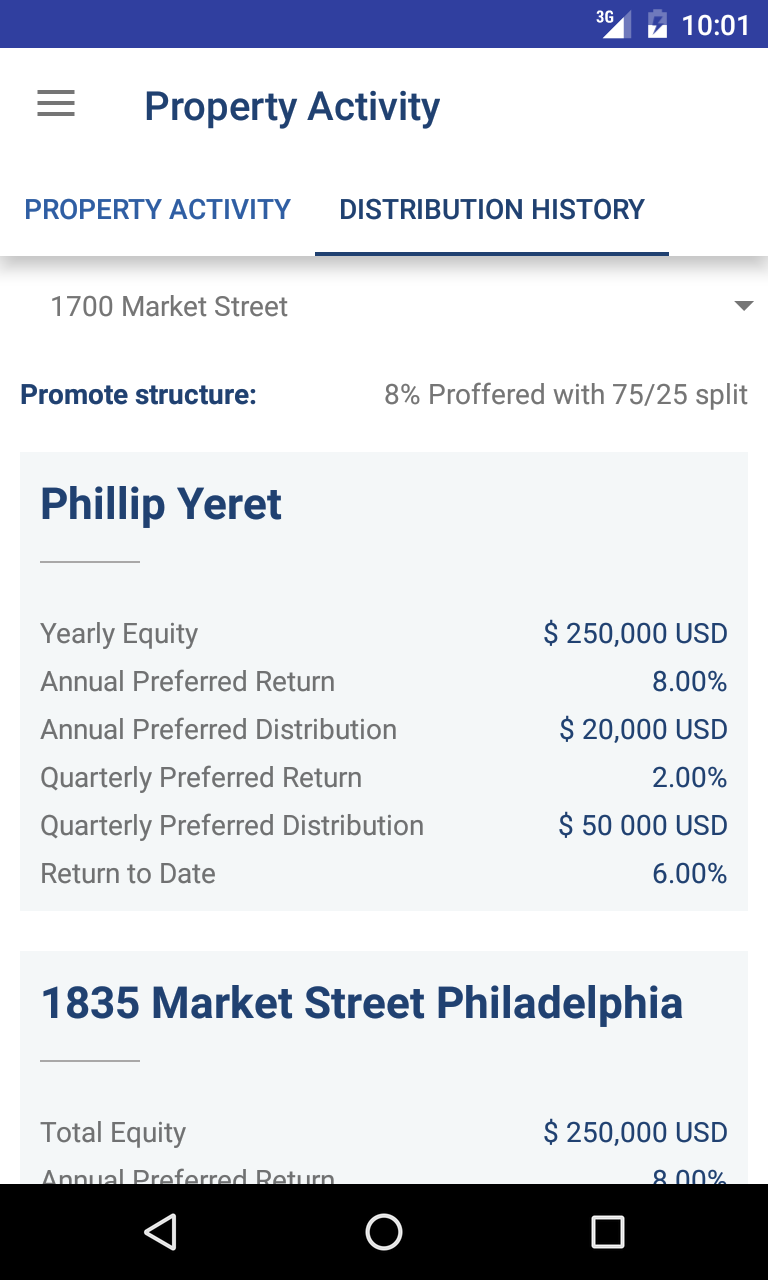 3G 10:01
Property Activity
PROPERTY ACTIVITY DISTRIBUTION HISTORY
1700 Market Street
Promote structure: 8% Proffered with 75/25 split
Phillip Yeret
Yearly Equity $ 250,000 USD
Annual Preferred Return 8.00%
Annual Preferred Distribution $ 20,000 USD
Quarterly Preferred Return 2.00%
Quarterly Preferred Distribution $ 50 000 USD
Return to Date 6.00%
1835 Market Street Philadelphia
Total Equity $ 250,000 USD
Annual Preferred Return 8.00%